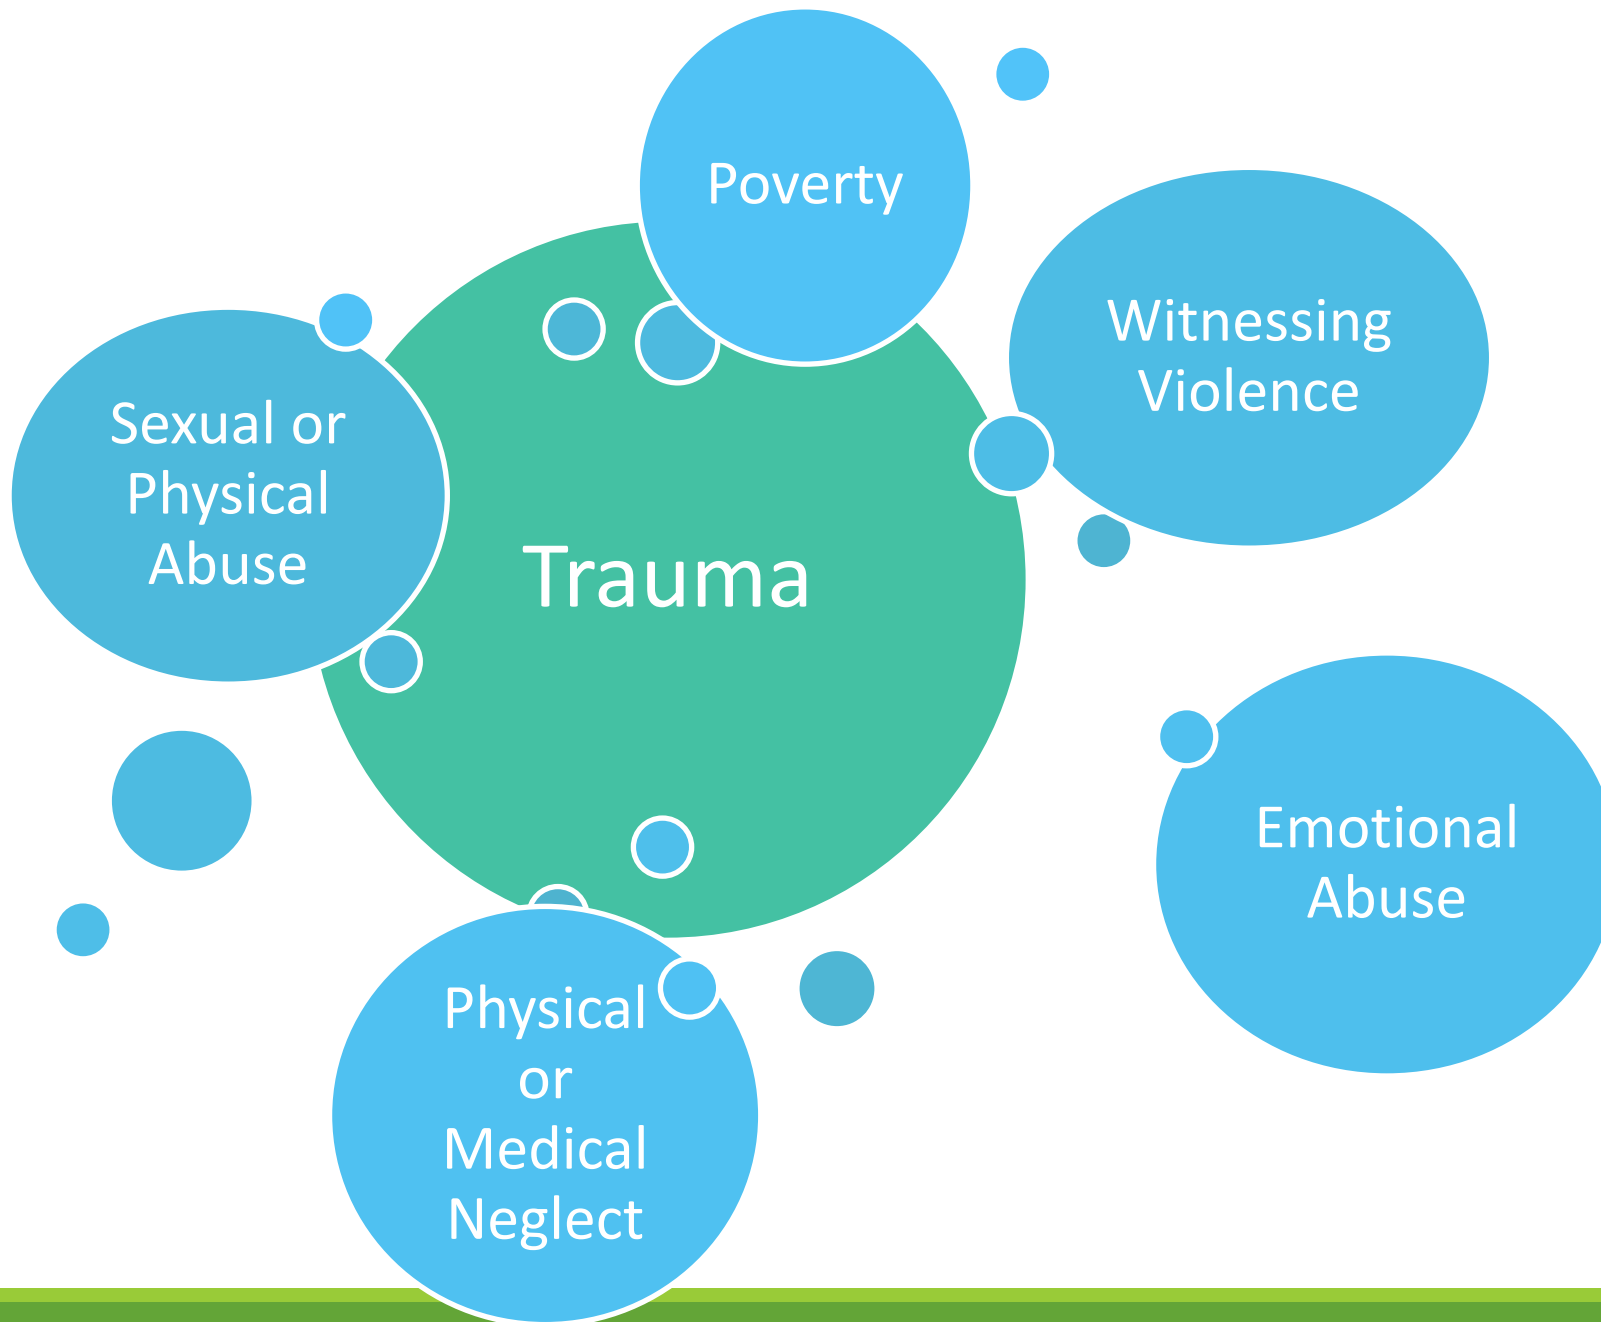 Poverty
Witnessing
Violence
Sexual or
Physical
Abuse
Trauma
Emotional
Abuse
Physical
or
Medical
Neglect